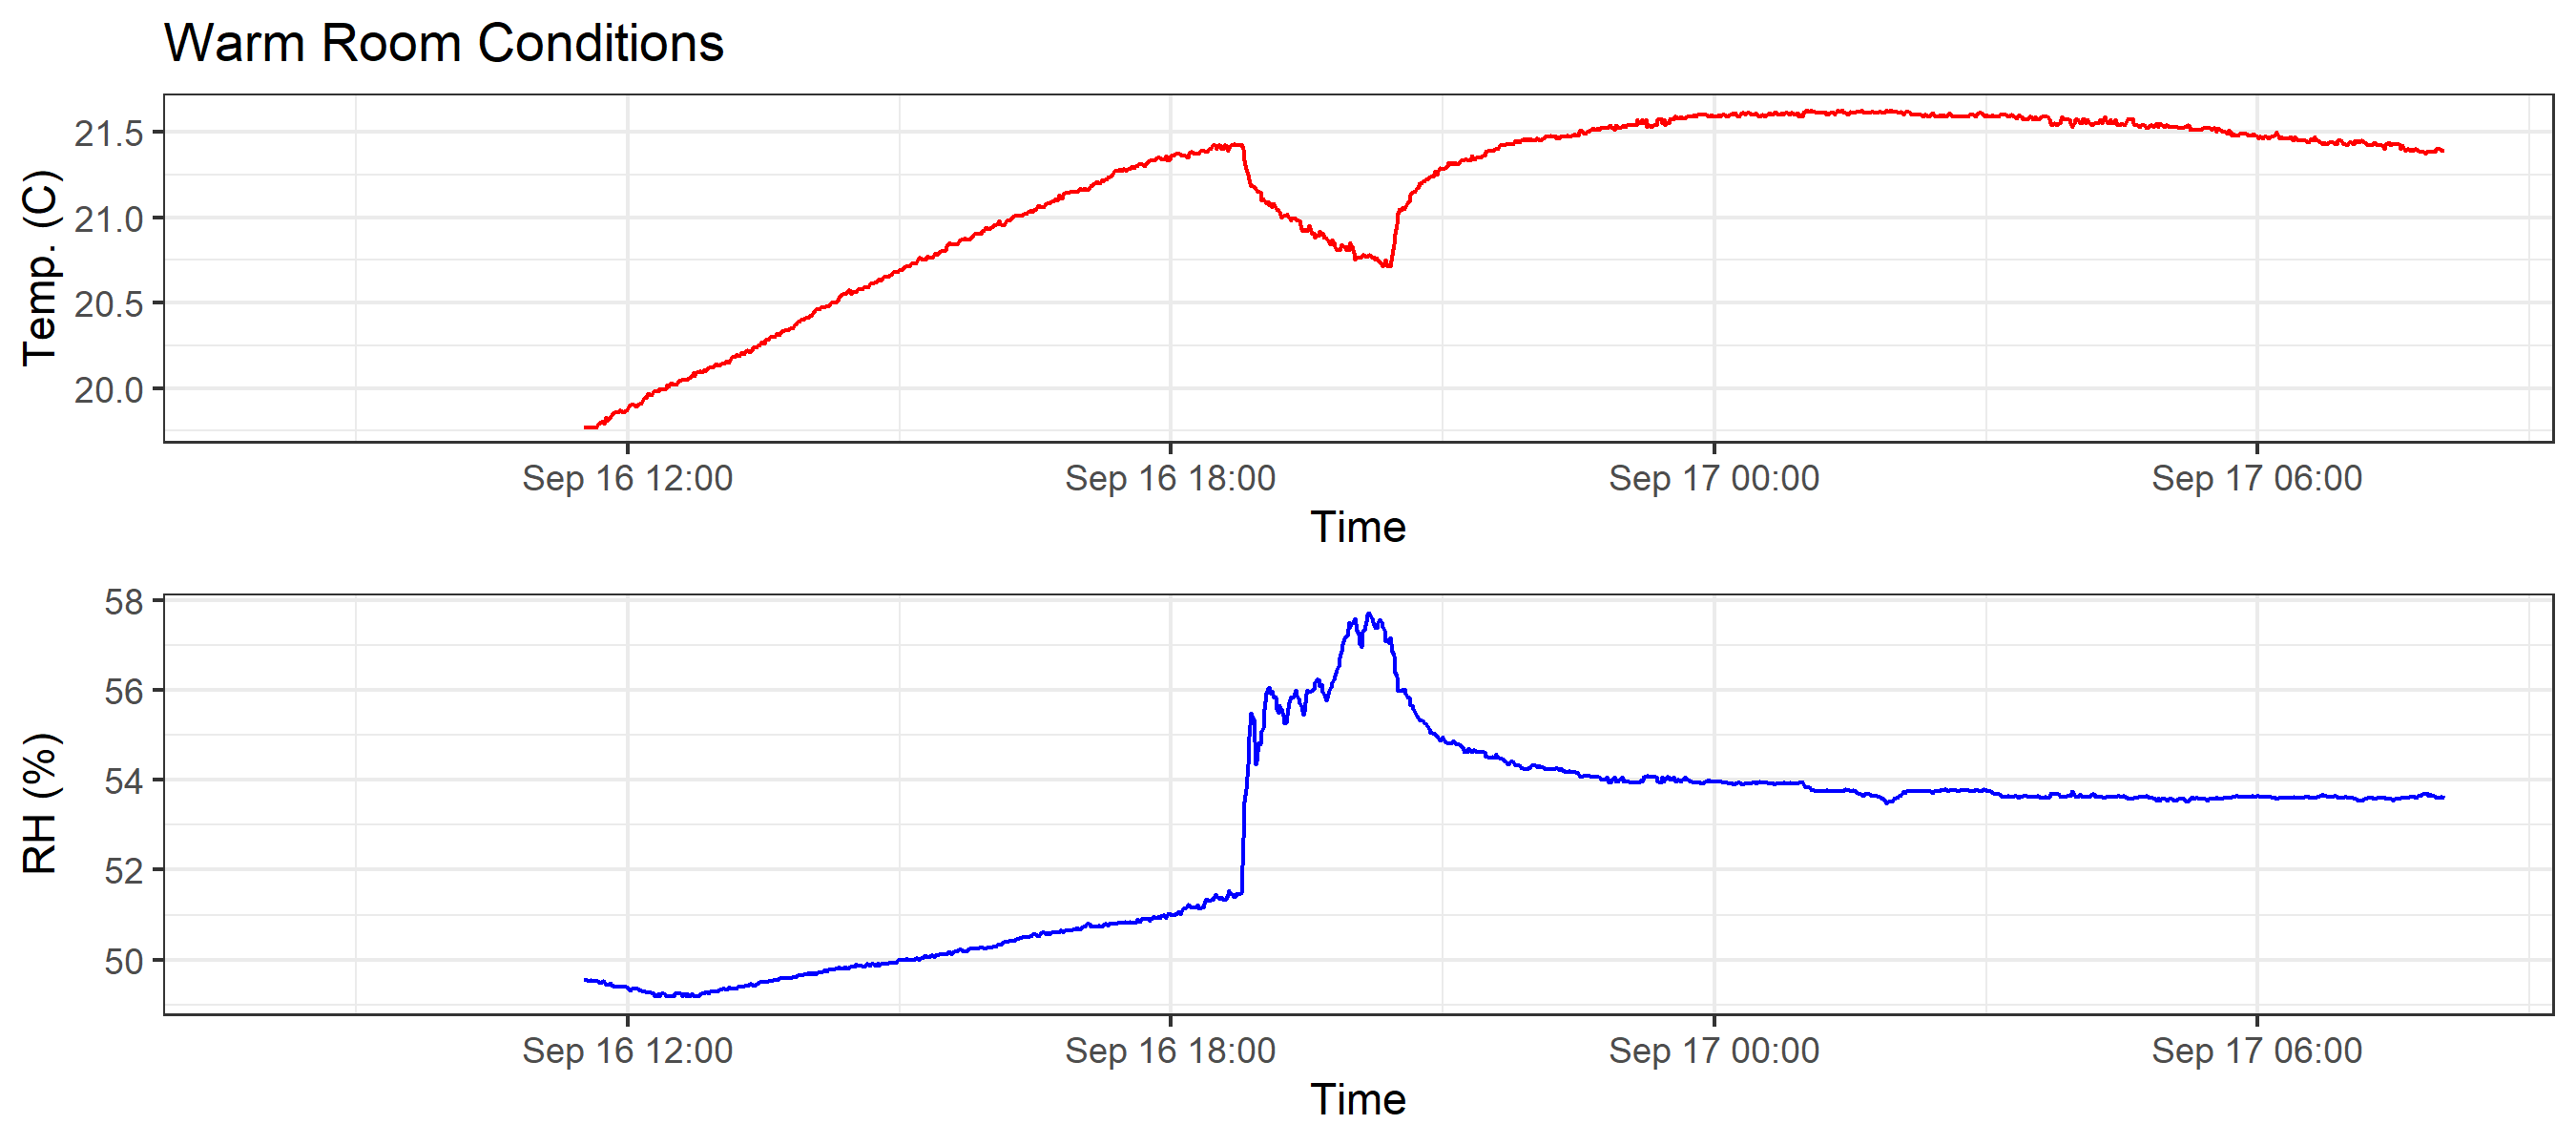 Warm Room Conditions
Temp. (C)
21.5
21.0
20.5
20.0
Sep 16 12:00 Sep 16 18:00 Sep 17 00:00 Sep 17 06:00
Time
RH (%)
58
56
54
52
50
Sep 16 12:00 Sep 16 18:00 Sep 17 00:00 Sep 17 06:00
Time